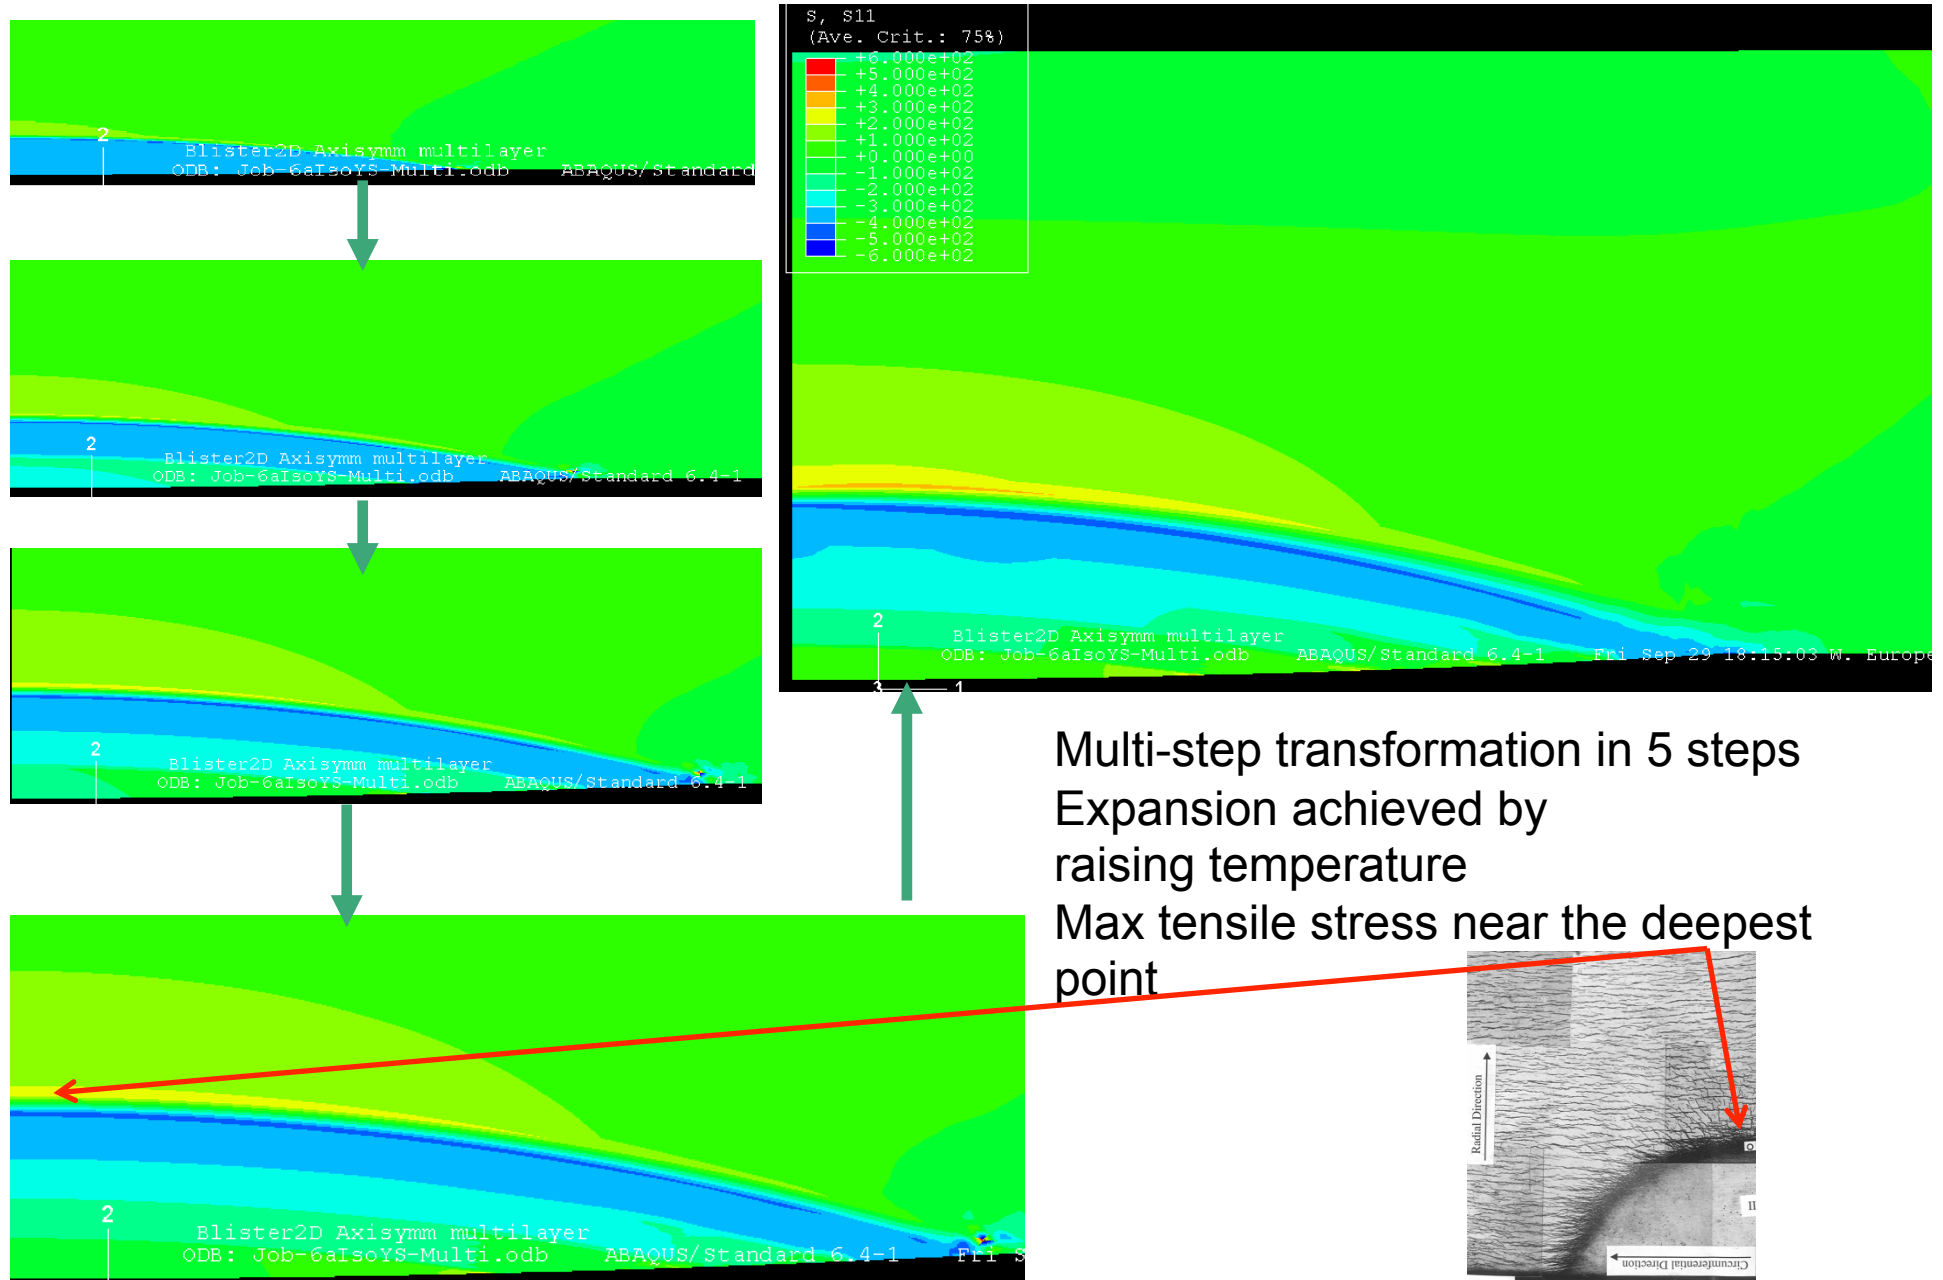 2
Blister2D Axisymm multilayer
ODB: Job-6aIsoYS-Multi.odb ABAQUS/Standard
2
Blister2D Axisymm multilayer
ODB: Job-6aIsoYS-Multi.odb ABAQUS/Standard 6.4-1
2
Blister2D Axisymm multilayer
ODB: Job-6aIsoYS-Multi.odb ABAQUS/Standard 6.4-1
2
Blister2D Axisymm multilayer
ODB: Job-6aIsoYS-Multi.odb ABAQUS/Standard 6.4-1 Fri S
S, S11
(Ave. Crit.: 75%)
+6.000e+02
+5.000e+02
+4.000e+02
+3.000e+02
+2.000e+02
+1.000e+02
+0.000e+00
-1.000e+02
-2.000e+02
-3.000e+02
-4.000e+02
-5.000e+02
-6.000e+02
2
Blister2D Axisymm multilayer
ODB: Job-6aIsoYS-Multi.odb ABAQUS/Standard 6.4-1 Fri Sep 29 18:15:03 W. Europe
3 1
Multi-step transformation in 5 steps
Expansion achieved by
raising temperature
Max tensile stress near the deepest
point
Radial Direction
O
II
Circumferential Direction